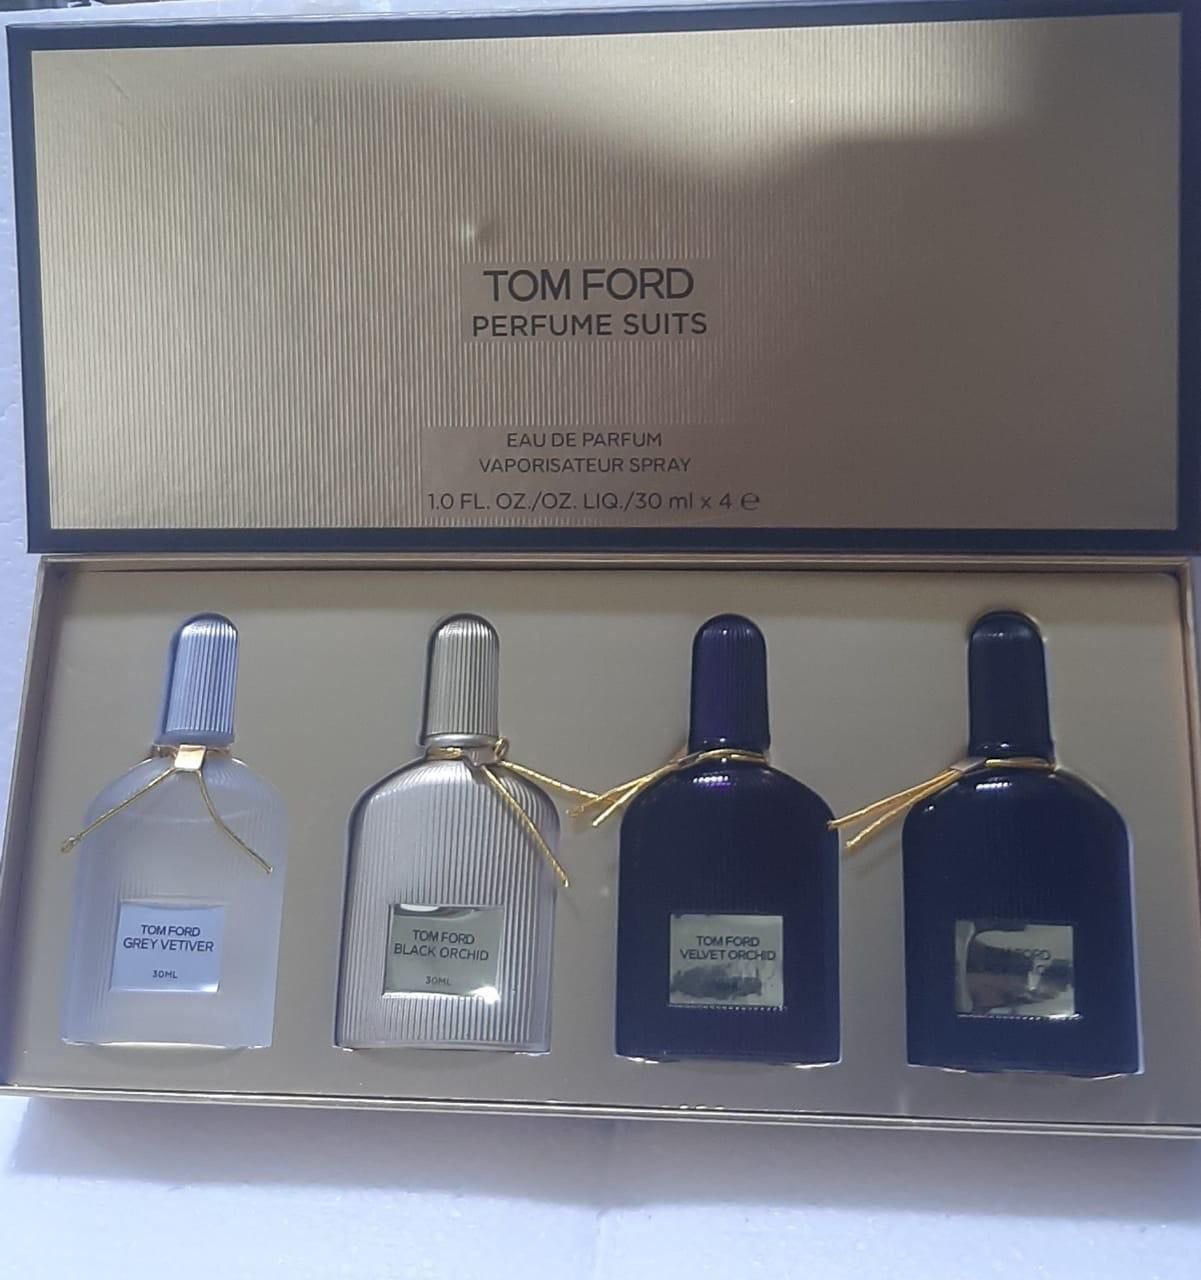 TOM FORD
PERFUME SUITS
EAU DE PARFUM
VAPORISATEUR SPRAY
1.0 FL. OZ./OZ. LIQ./30 ml x 4 ℮
TOM FORD
GREY VETIVER
30ML
TOM FORD
BLACK ORCHID
30ML
TOM FORD
VELVET ORCHID
FORD